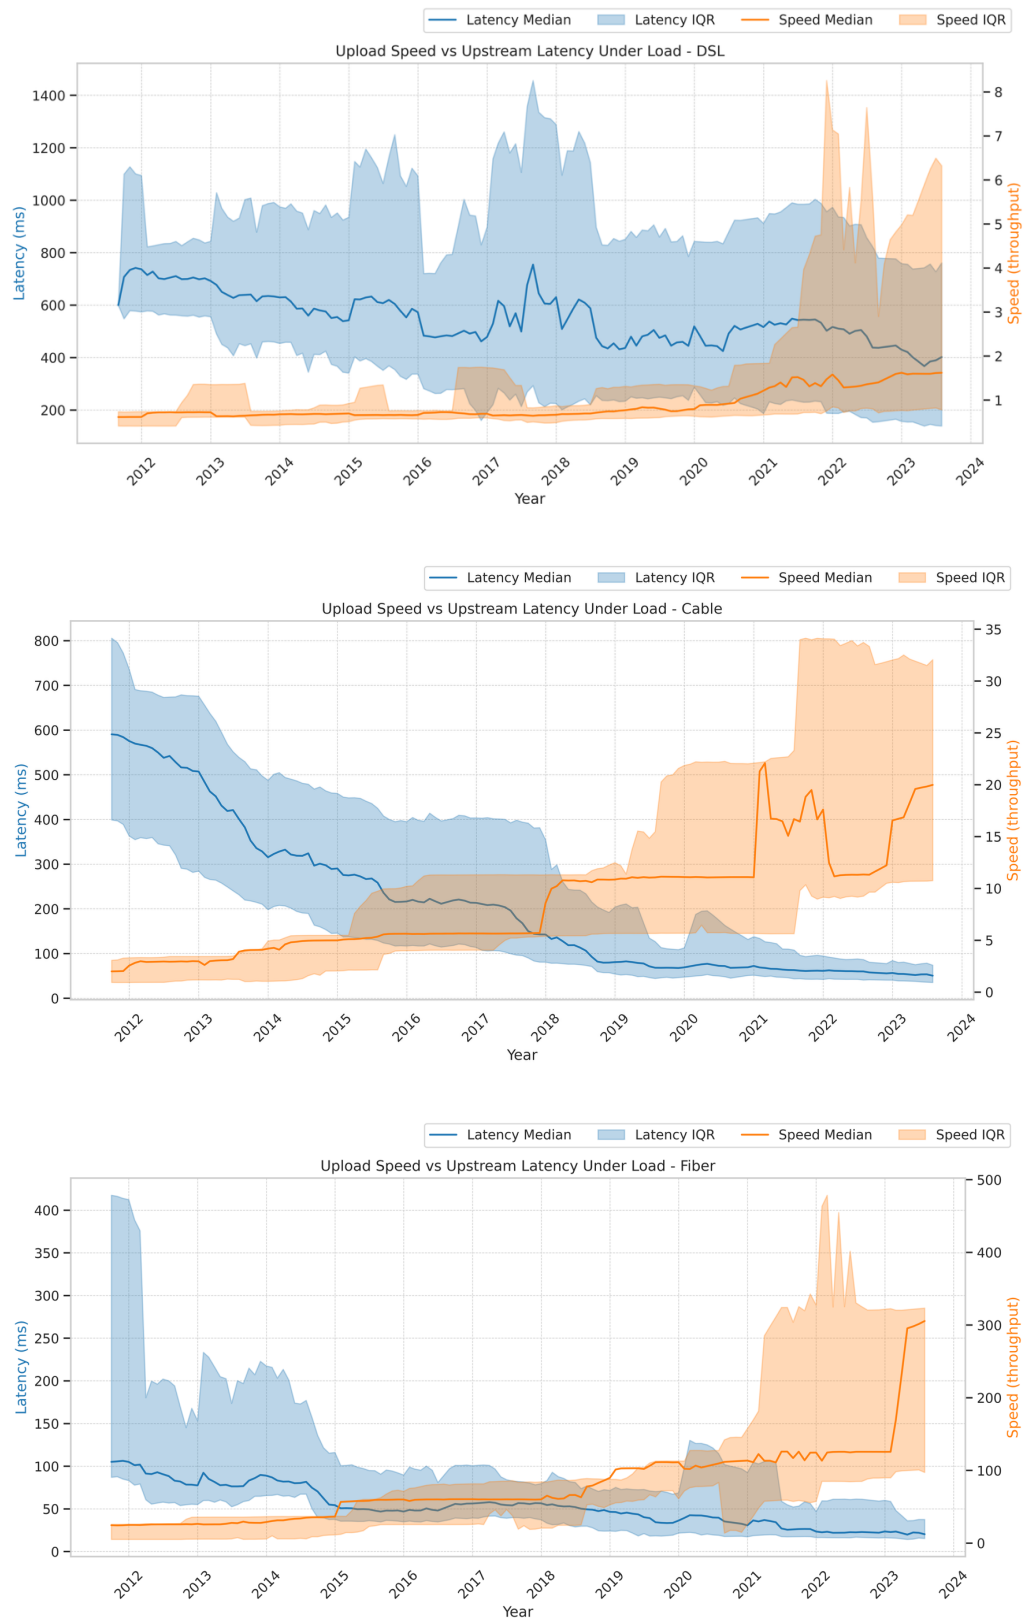 Latency Median Latency IQR Speed Median Speed IQR
Upload Speed vs Upstream Latency Under Load - DSL
1400
1200
1000
800
600
400
200
Latency (ms)
8
7
6
5
4
3
2
1
Speed (throughput)
2012 2013 2014 2015 2016 2017 2018 2019 2020 2021 2022 2023 2024
Year
Latency Median Latency IQR Speed Median Speed IQR
Upload Speed vs Upstream Latency Under Load - Cable
800
700
600
500
400
300
200
100
0
Latency (ms)
35
30
25
20
15
10
5
0
Speed (throughput)
2012 2013 2014 2015 2016 2017 2018 2019 2020 2021 2022 2023 2024
Year
Latency Median Latency IQR Speed Median Speed IQR
Upload Speed vs Upstream Latency Under Load - Fiber
400
350
300
250
200
150
100
50
0
Latency (ms)
500
400
300
200
100
0
Speed (throughput)
2012 2013 2014 2015 2016 2017 2018 2019 2020 2021 2022 2023 2024
Year